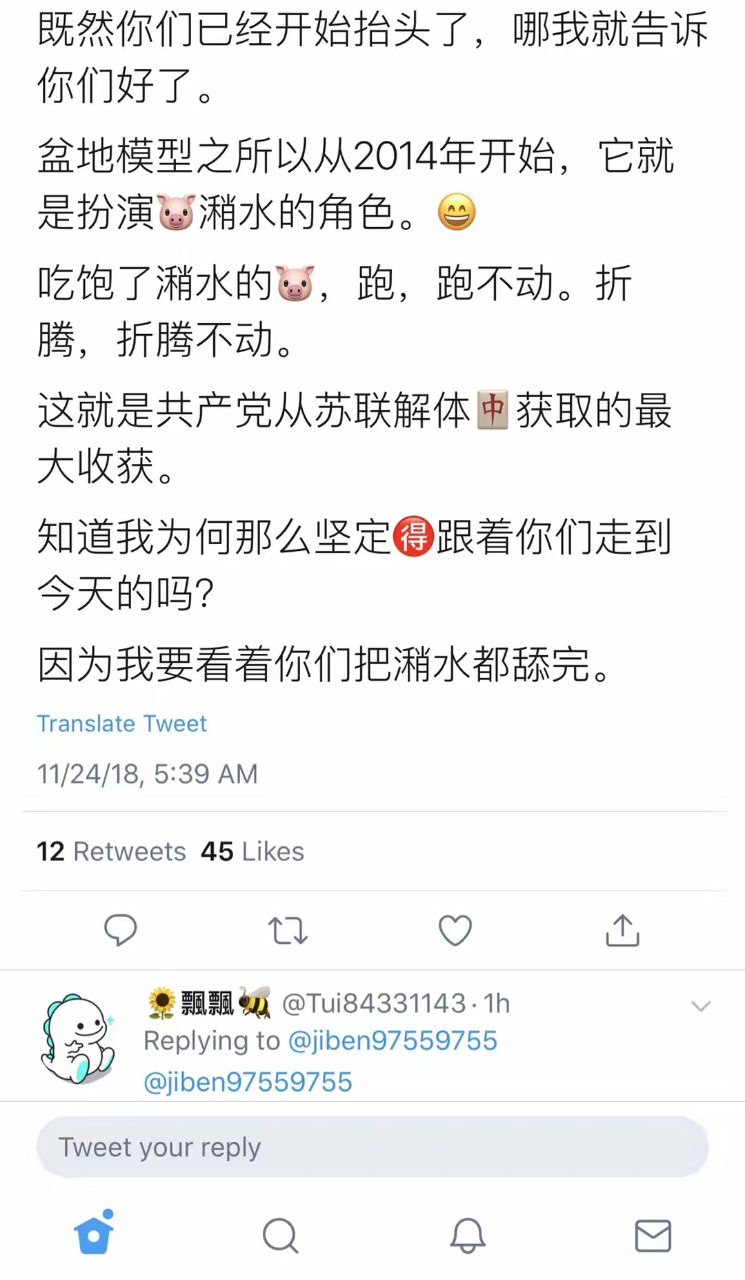 既然你们已经开始抬头了，哪我就告诉
你们好了。
盆地模型之所以从2014年开始，它就
是扮演🐷潲水的角色。😄
吃饱了潲水的🐷，跑，跑不动。折
腾，折腾不动。
这就是共产党从苏联解体🀄获取的最
大收获。
知道我为何那么坚定🉐跟着你们走到
今天的吗？
因为我要看着你们把潲水都舔完。
Translate Tweet
11/24/18, 5:39 AM
12 Retweets 45 Likes
🌻飄飄🐝 @Tui84331143 · 1h
Replying to @jiben97559755
@jiben97559755
Tweet your reply